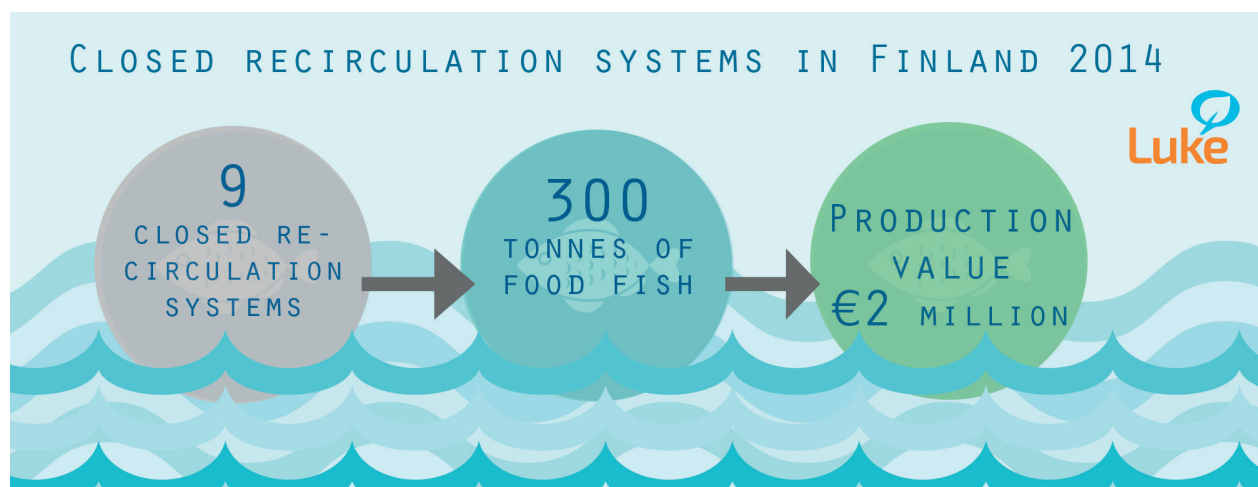 Closed recirculation systems in Finland 2014
Luke
9
closed re-
circulation
systems
300
tonnes of
food fish
Production
value
€2 million